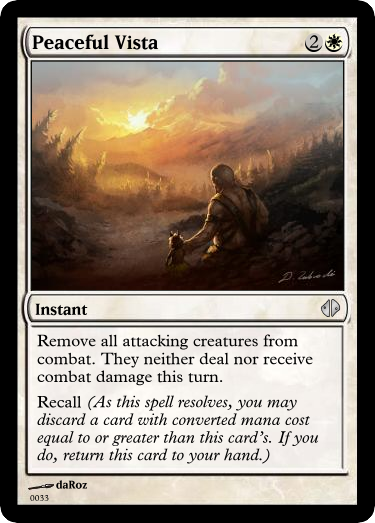 Peaceful Vista 2
Instant
Remove all attacking creatures from
combat. They neither deal nor receive
combat damage this turn.
Recall (As this spell resolves, you may
discard a card with converted mana cost
equal to or greater than this card's. If you
do, return this card to your hand.)
daRoz
0033